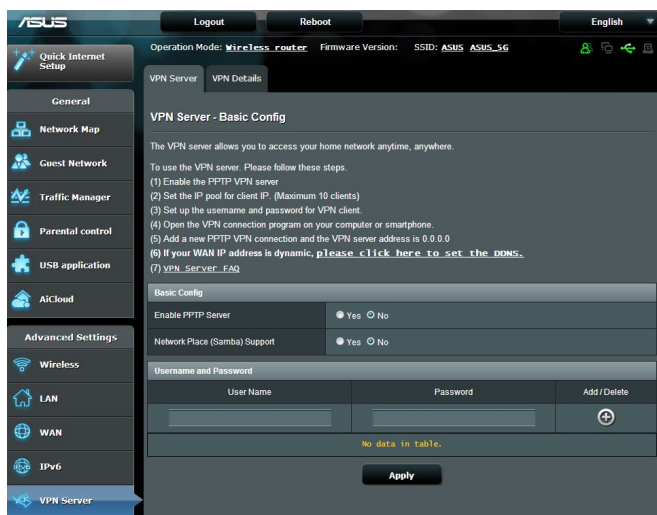 ASUS
Logout
Reboot
English
Quick Internet
Setup
Operation Mode: Wireless router Firmware Version: SSID: ASUS ASUS_5G
VPN Server
VPN Details
General
Network Map
Guest Network
Traffic Manager
Parental control
USB application
AiCloud
Advanced Settings
Wireless
LAN
WAN
IPv6
VPN Server
VPN Server - Basic Config
The VPN server allows you to access your home network anytime, anywhere.
To use the VPN server. Please follow these steps.
(1) Enable the PPTP VPN server
(2) Set the IP pool for client IP. (Maximum 10 clients)
(3) Set up the username and password for VPN client.
(4) Open the VPN connection program on your computer or smartphone.
(5) Add a new PPTP VPN connection and the VPN server address is 0.0.0.0
(6) If your WAN IP address is dynamic, please click here to set the DDNS.
(7) VPN Server FAQ
Basic Config
Enable PPTP Server Yes No
Network Place (Samba) Support Yes No
Username and Password
User Name Password Add / Delete
No data in table.
Apply